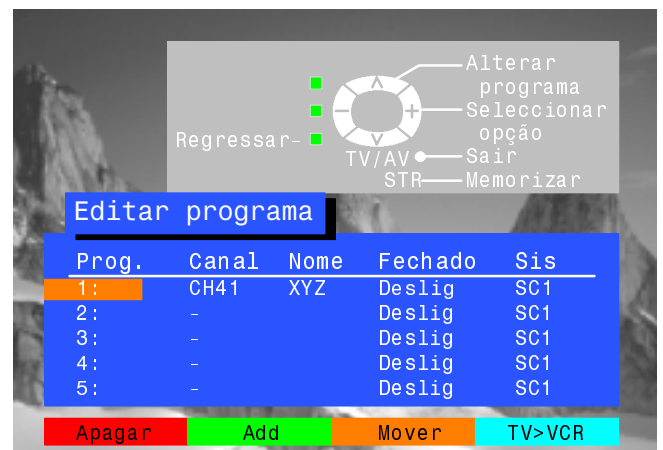 Alterar
programa
Seleccionar
opção
Regressar-
TV/AV Sair
STR Memorizar
Editar programa
Prog. Canal Nome Fechado Sis
1: CH41 XYZ Deslig SC1
2: - Deslig SC1
3: - Deslig SC1
4: - Deslig SC1
5: - Deslig SC1
Apagar Add Mover TV>VCR